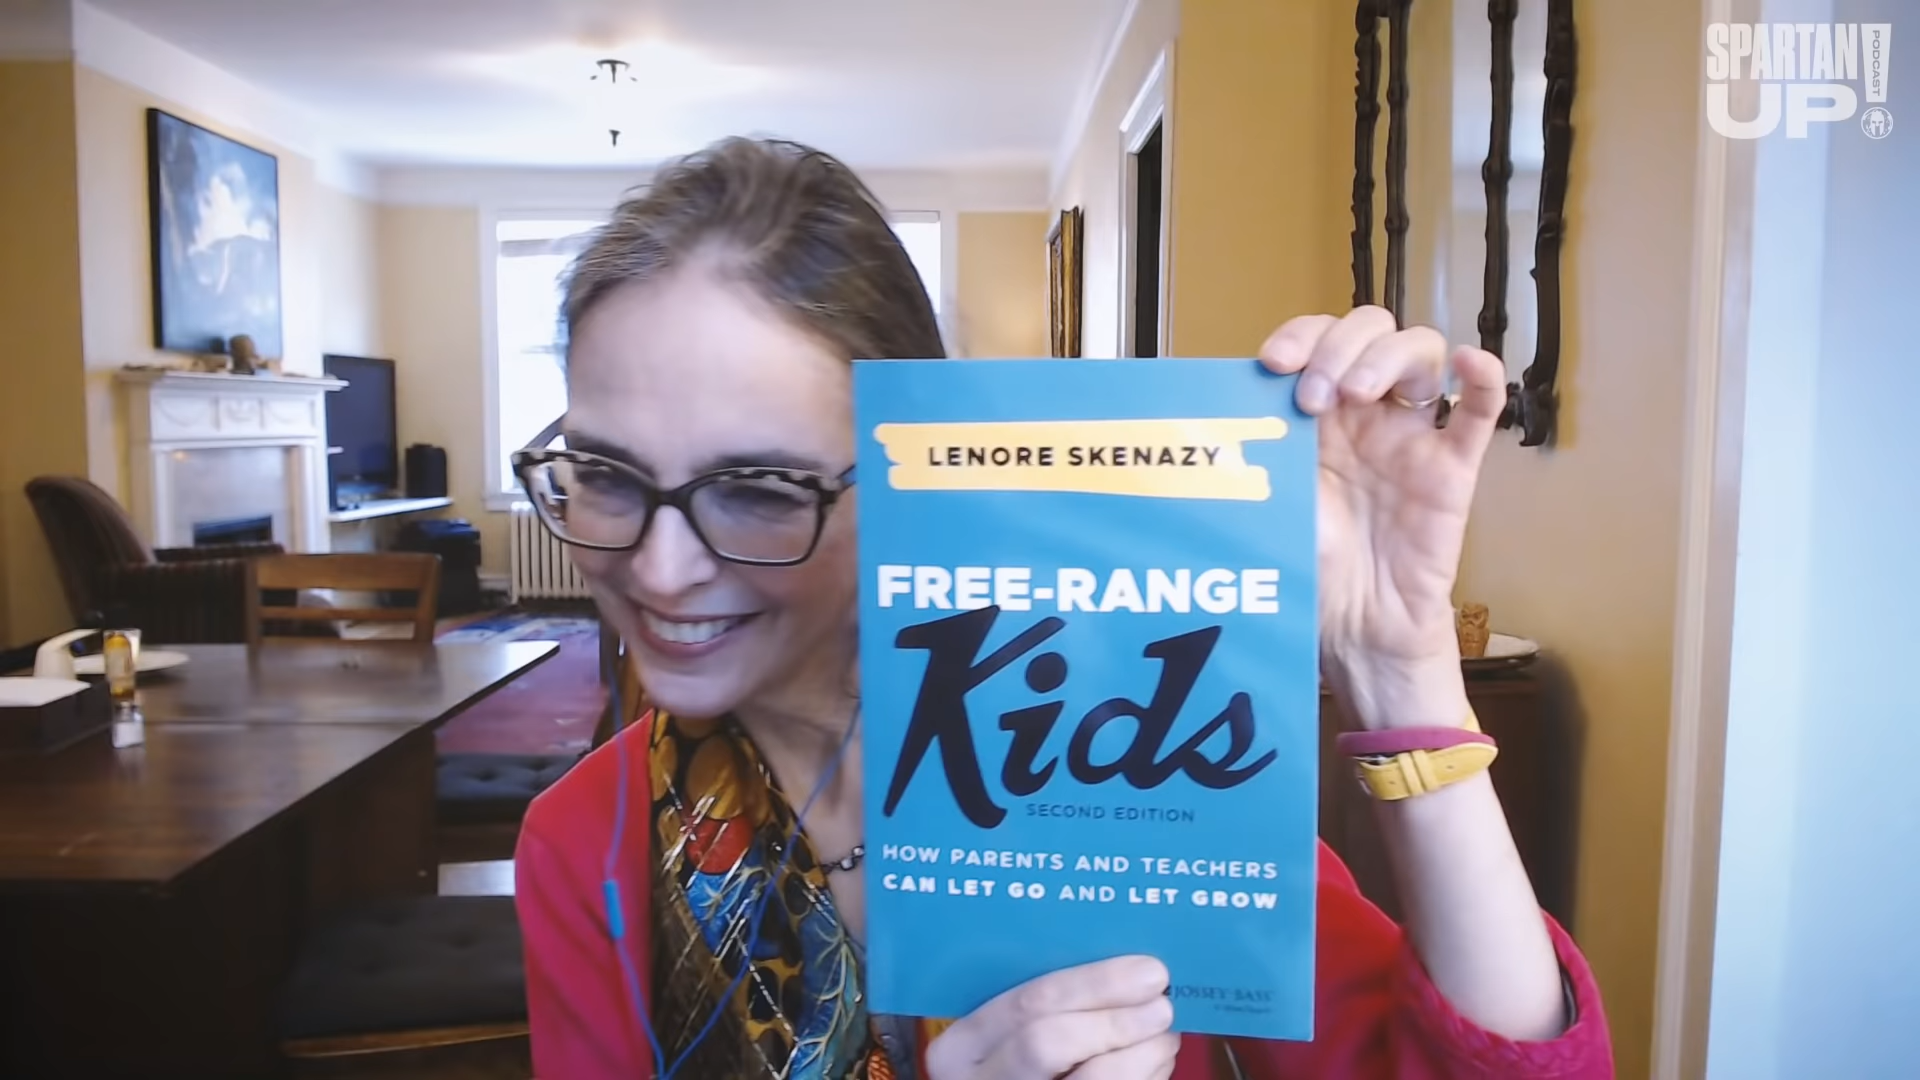 SPARTAN
UP!
PODCAST
LENORE SKENAZY
FREE-RANGE
Kids
SECOND EDITION
HOW PARENTS AND TEACHERS
CAN LET GO AND LET GROW
JOSSEY-BASS